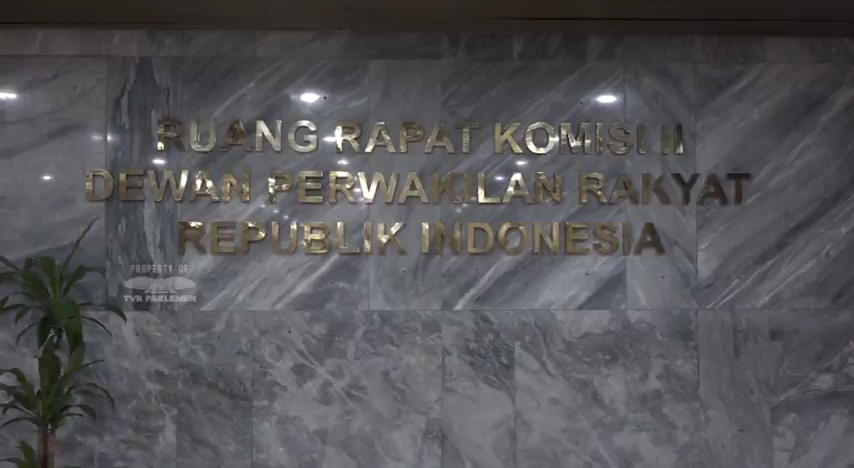 RUANG RAPAT KOMISI II
DEWAN PERWAKILAN RAKYAT
REPUBLIK INDONESIA
PROPERTY OF
TVR PARLEMEN